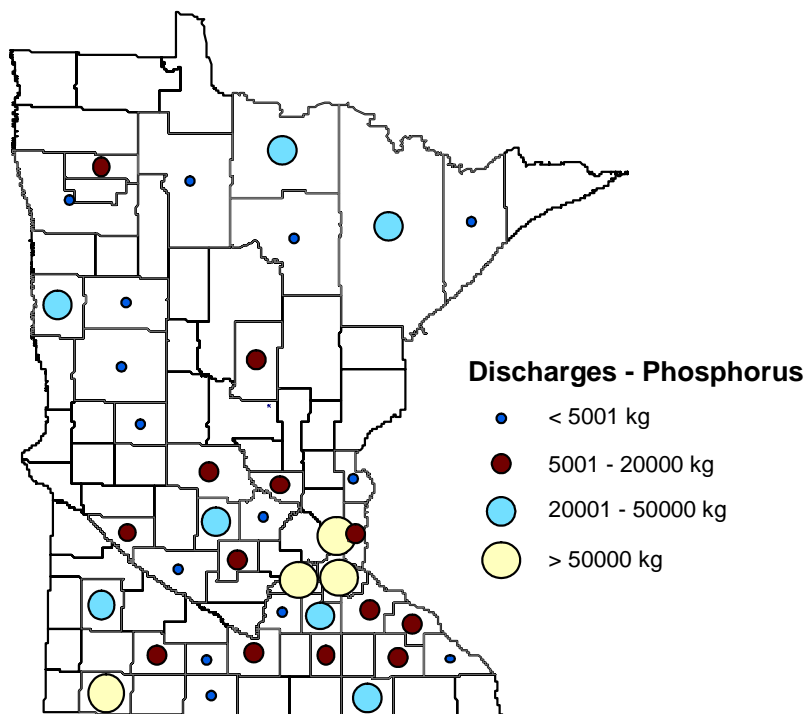 Discharges - Phosphorus
< 5001 kg
5001 - 20000 kg
20001 - 50000 kg
> 50000 kg